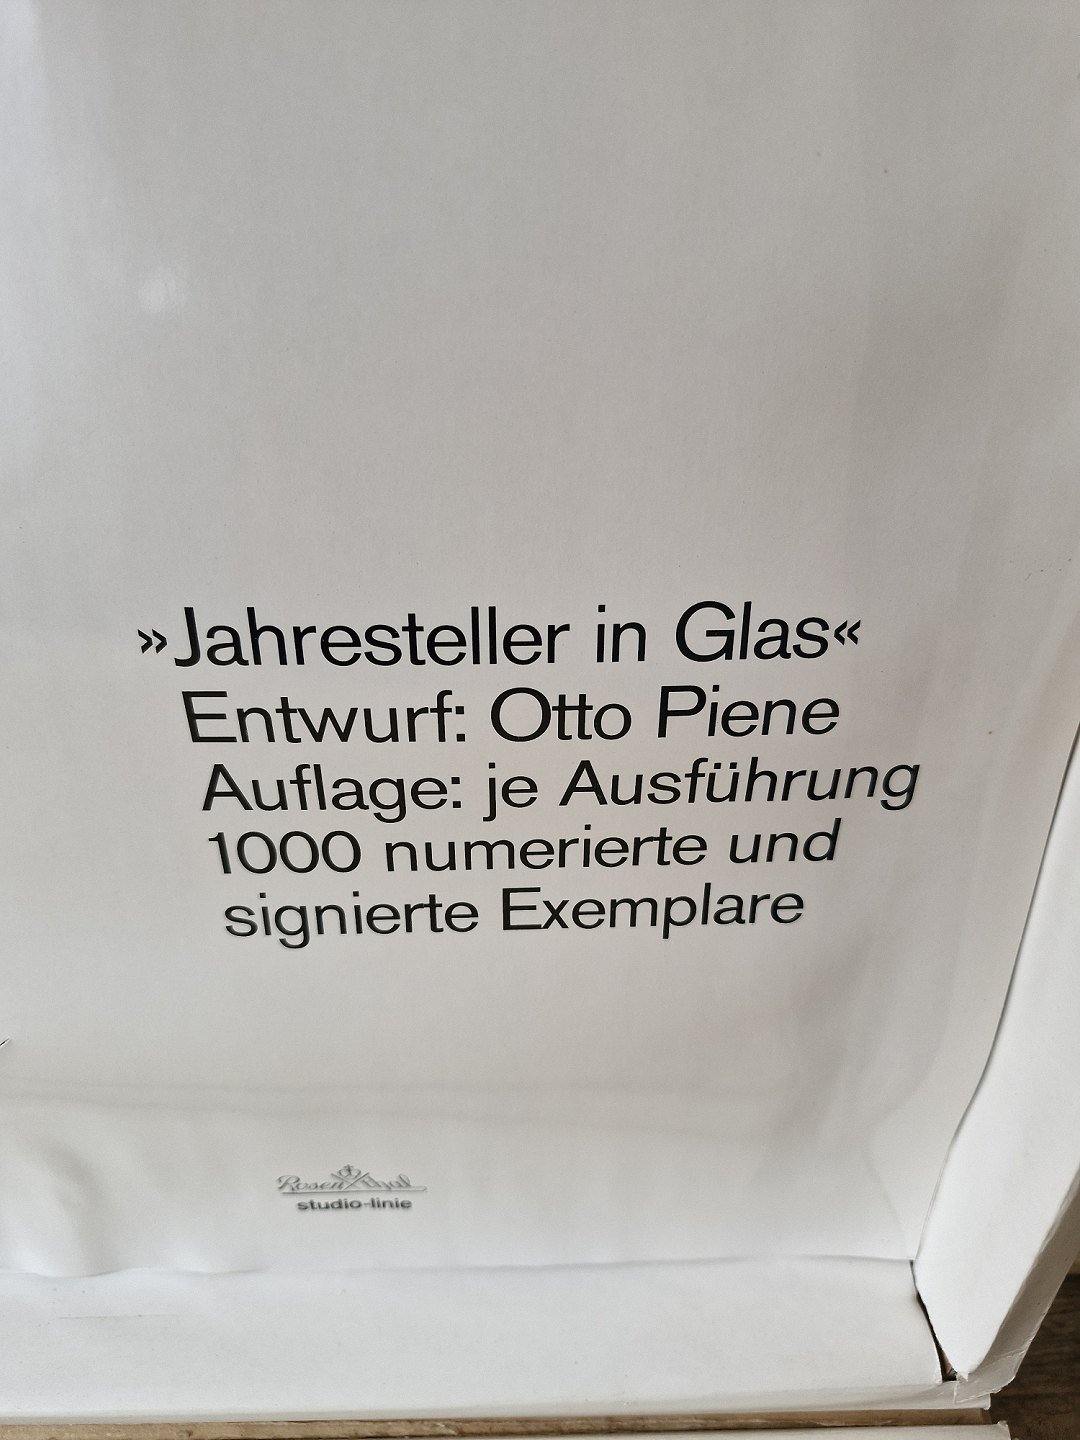 »Jahresteller in Glas«
Entwurf: Otto Piene
Auflage: je Ausführung
1000 numerierte und
signierte Exemplare
Rosenthal
studio-linie